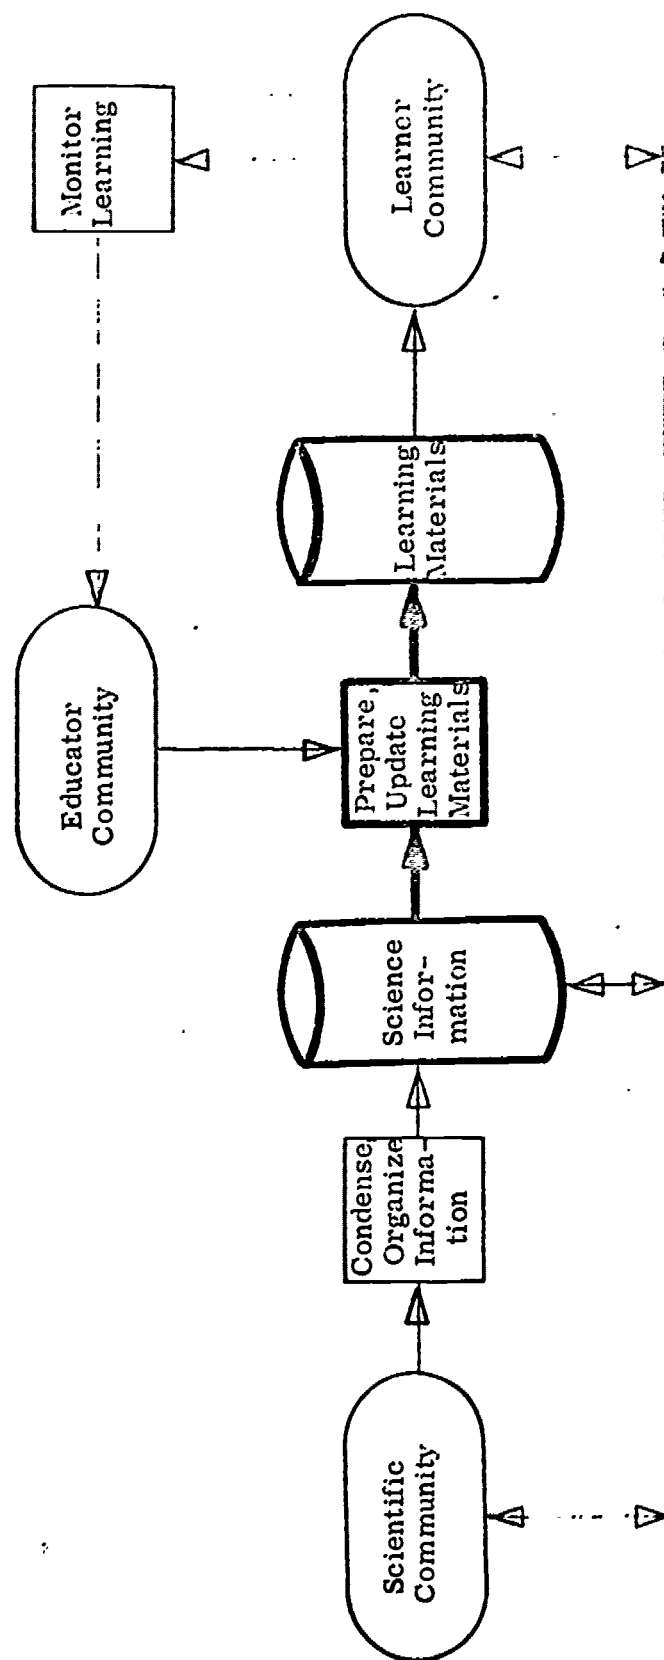 Educator
Community
Monitor
Learning
Scientific
Community
Condense,
Organize
Informa-
tion
Science
Infor-
mation
Prepare,
Update
Learning
Materials
Learning
Materials
Learner
Community